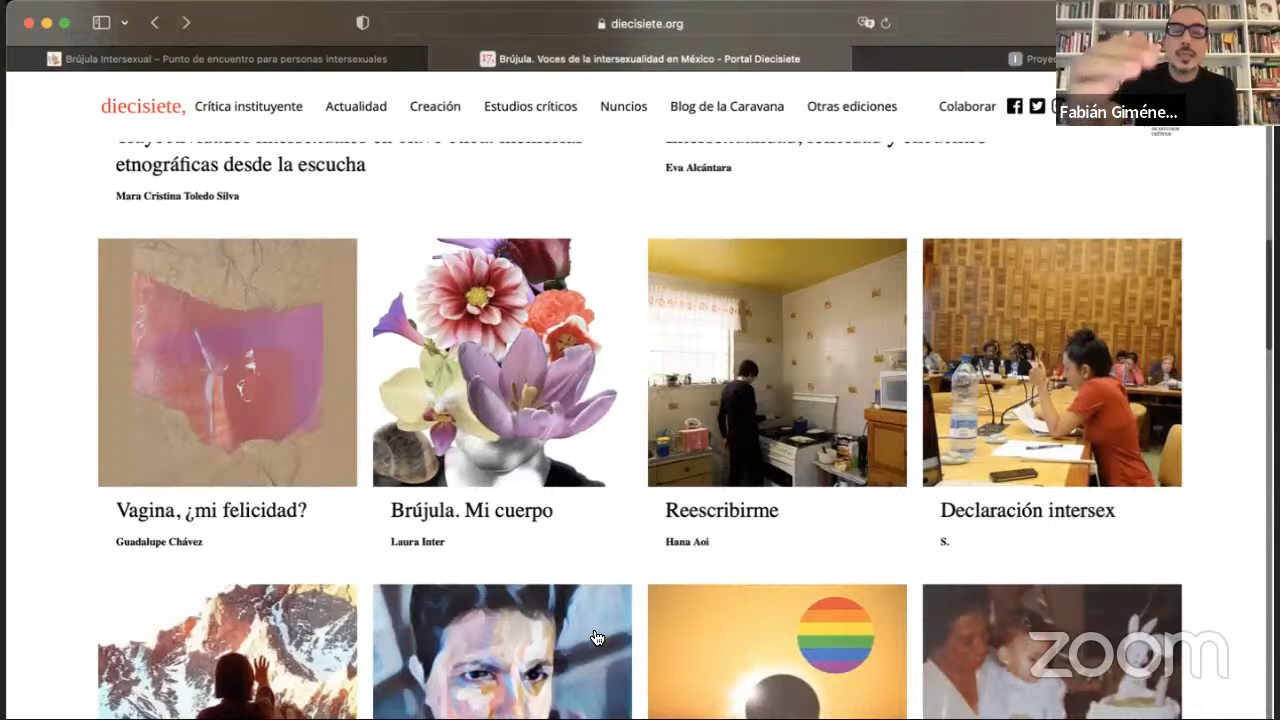 diecisiete.org
Brújula Intersexual – Punto de encuentro para personas intersexuales
17,
Brújula. Voces de la intersexualidad en México - Portal Diecisiete
I
Proye
diecisiete,
Crítica instituyente
Actualidad
Creación
Estudios críticos
Nuncios
Blog de la Caravana
Otras ediciones
Colaborar
Fabián Giméne...
etnográficas desde la escucha
Mara Cristina Toledo Silva
Eva Alcántara
Vagina, ¿mi felicidad?
Guadalupe Chávez
Brújula. Mi cuerpo
Laura Inter
Reescribirme
Hana Aoi
Declaración intersex
S.
zoom